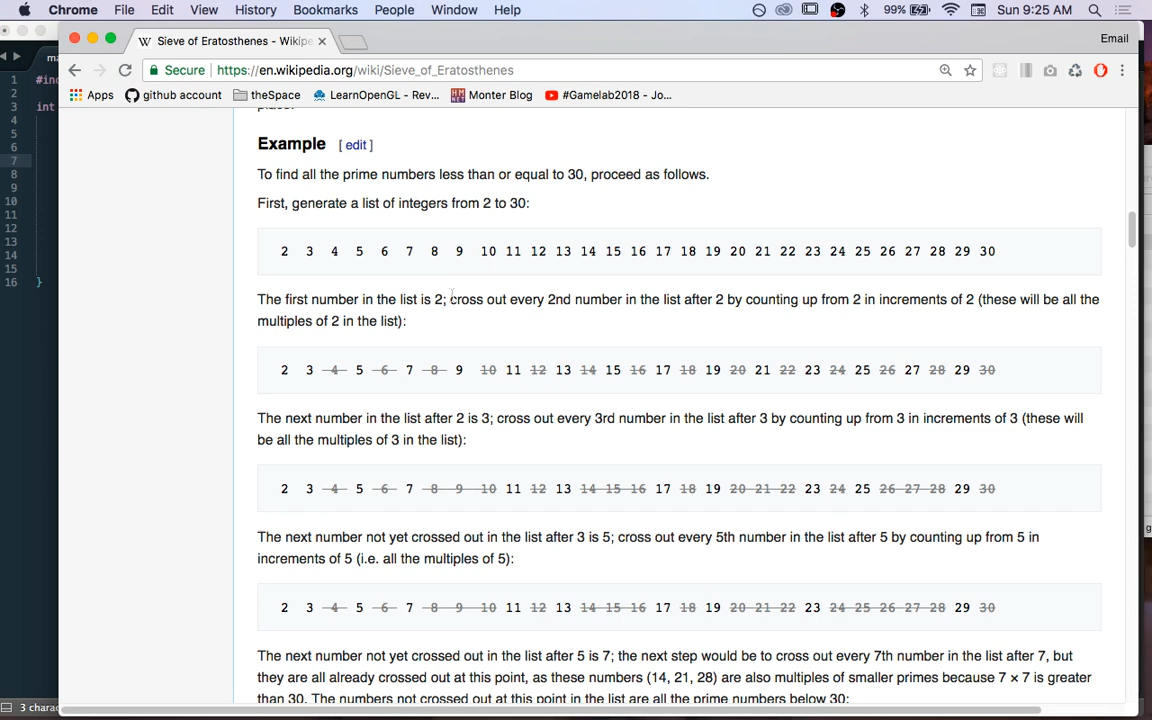 Chrome File Edit View History Bookmarks People Window Help 99% Sun 9:25 AM
Sieve of Eratosthenes - Wikipe
Email
Secure https://en.wikipedia.org/wiki/Sieve_of_Eratosthenes
Apps github account theSpace LearnOpenGL - Rev... Monter Blog #Gamelab2018 - Jo...
1
2
3 int
4
5
6
7
8
9
10
11
12
13
14
15
16 }
Example [ edit ]
To find all the prime numbers less than or equal to 30, proceed as follows.
First, generate a list of integers from 2 to 30:
2 3 4 5 6 7 8 9 10 11 12 13 14 15 16 17 18 19 20 21 22 23 24 25 26 27 28 29 30
The first number in the list is 2; cross out every 2nd number in the list after 2 by counting up from 2 in increments of 2 (these will be all the
multiples of 2 in the list):
2 3 4 5 6 7 8 9 10 11 12 13 14 15 16 17 18 19 20 21 22 23 24 25 26 27 28 29 30
The next number in the list after 2 is 3; cross out every 3rd number in the list after 3 by counting up from 3 in increments of 3 (these will
be all the multiples of 3 in the list):
2 3 4 5 6 7 8 9 10 11 12 13 14 15 16 17 18 19 20 21 22 23 24 25 26 27 28 29 30
The next number not yet crossed out in the list after 3 is 5; cross out every 5th number in the list after 5 by counting up from 5 in
increments of 5 (i.e. all the multiples of 5):
2 3 4 5 6 7 8 9 10 11 12 13 14 15 16 17 18 19 20 21 22 23 24 25 26 27 28 29 30
The next number not yet crossed out in the list after 5 is 7; the next step would be to cross out every 7th number in the list after 7, but
they are all already crossed out at this point, as these numbers (14, 21, 28) are also multiples of smaller primes because 7 × 7 is greater
than 30. The numbers not crossed out at this point in the list are all the prime numbers below 30:
3 charac